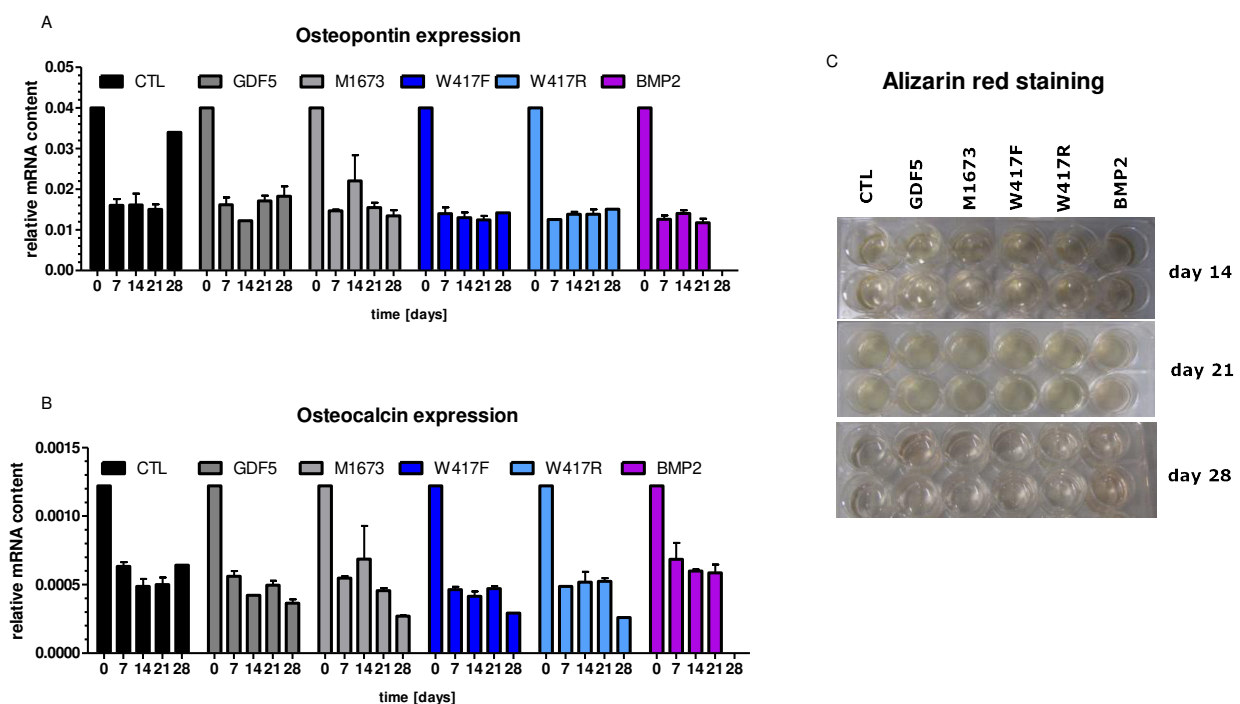 A
Osteopontin expression
0.05
0.04
0.03
0.02
0.01
0.00
relative mRNA content
CTL GDF5 M1673 W417F W417R BMP2
0 7 14 21 28 0 7 14 21 28 0 7 14 21 28 0 7 14 21 28 0 7 14 21 28 0 7 14 21 28
time [days]
B
Osteocalcin expression
0.0015
0.0010
0.0005
0.0000
relative mRNA content
CTL GDF5 M1673 W417F W417R BMP2
0 7 14 21 28 0 7 14 21 28 0 7 14 21 28 0 7 14 21 28 0 7 14 21 28 0 7 14 21 28
time [days]
C
Alizarin red staining
CTL GDF5 M1673 W417F W417R BMP2
day 14
day 21
day 28